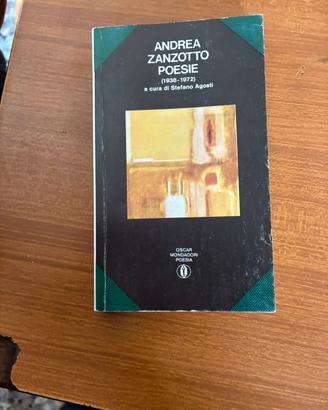 ANDREA
ZANZOTTO
POESIE
(1938-1972)
a cura di Stefano Agosti
OSCAR
MONDADORI
POESIA